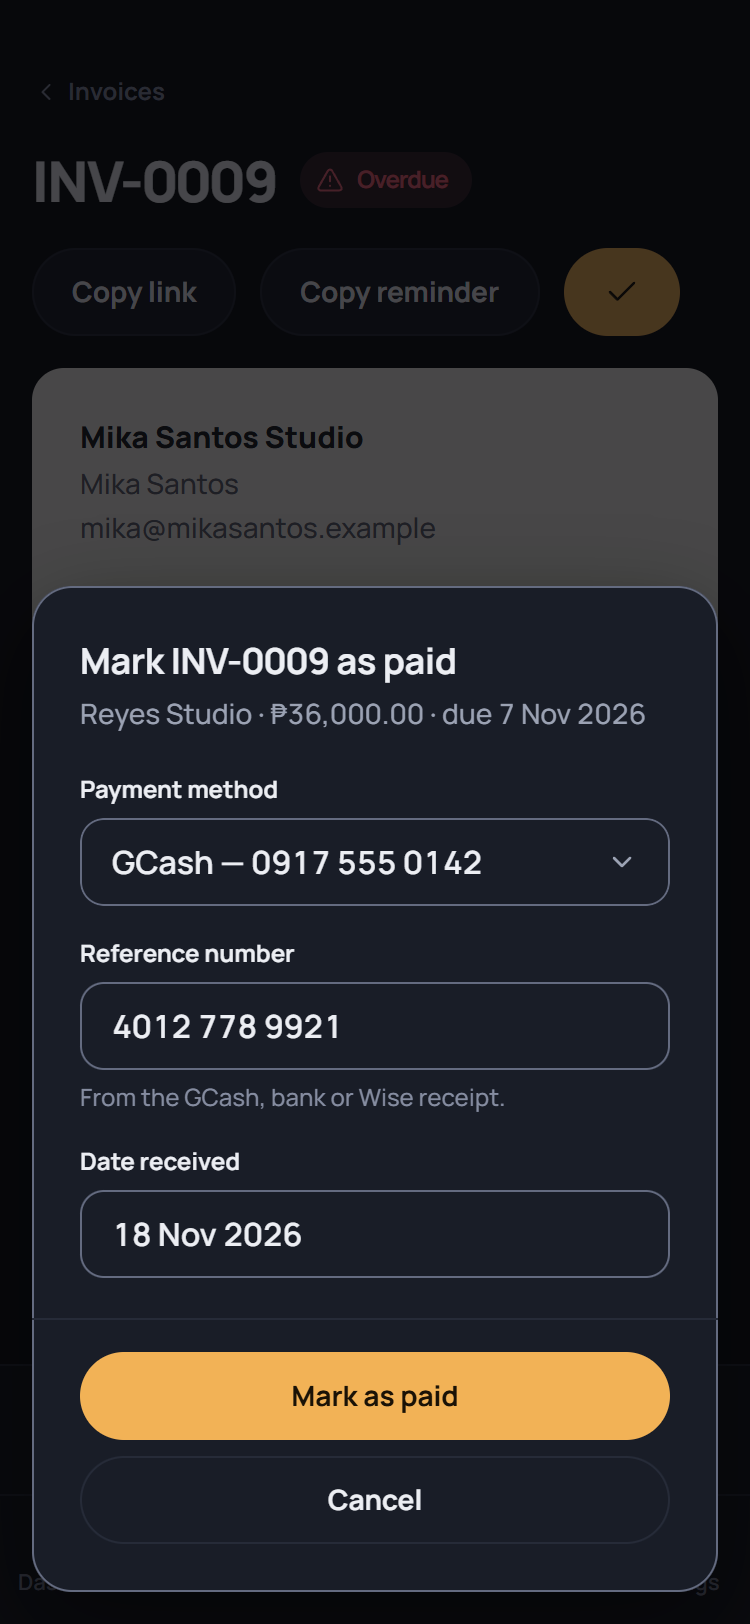 Invoices
INV-0009
Overdue
Copy link
Copy reminder
Mika Santos Studio
Mika Santos
mika@mikasantos.example
Mark INV-0009 as paid
Reyes Studio · ₱36,000.00 · due 7 Nov 2026
Payment method
GCash — 0917 555 0142
Reference number
4012 778 9921
From the GCash, bank or Wise receipt.
Date received
18 Nov 2026
Mark as paid
Cancel